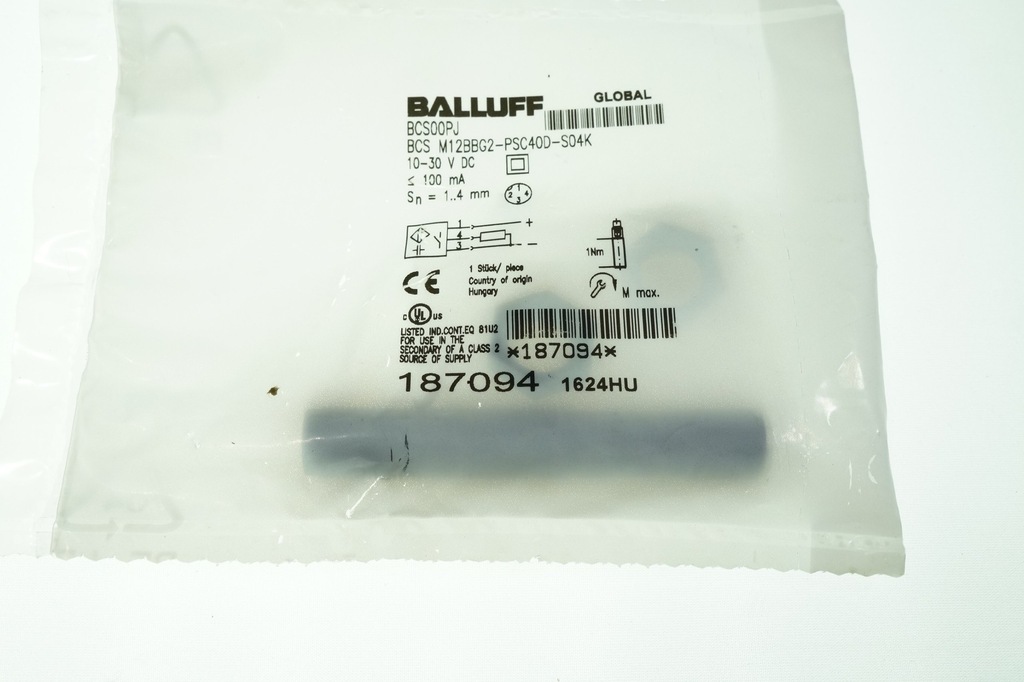 BALLUFF GLOBAL
BCS00PJ
BCS M12BBG2-PSC40D-S04K
10-30 V DC
≤ 100 mA
Sn = 1..4 mm
1 +
4
3 -
1Nm
M max.
CE
1 Stück/ piece
Country of origin
Hungary
c UL us
LISTED IND.CONT.EQ 81U2
FOR USE IN THE
SECONDARY OF A CLASS 2
SOURCE OF SUPPLY
*187094*
187094 1624HU